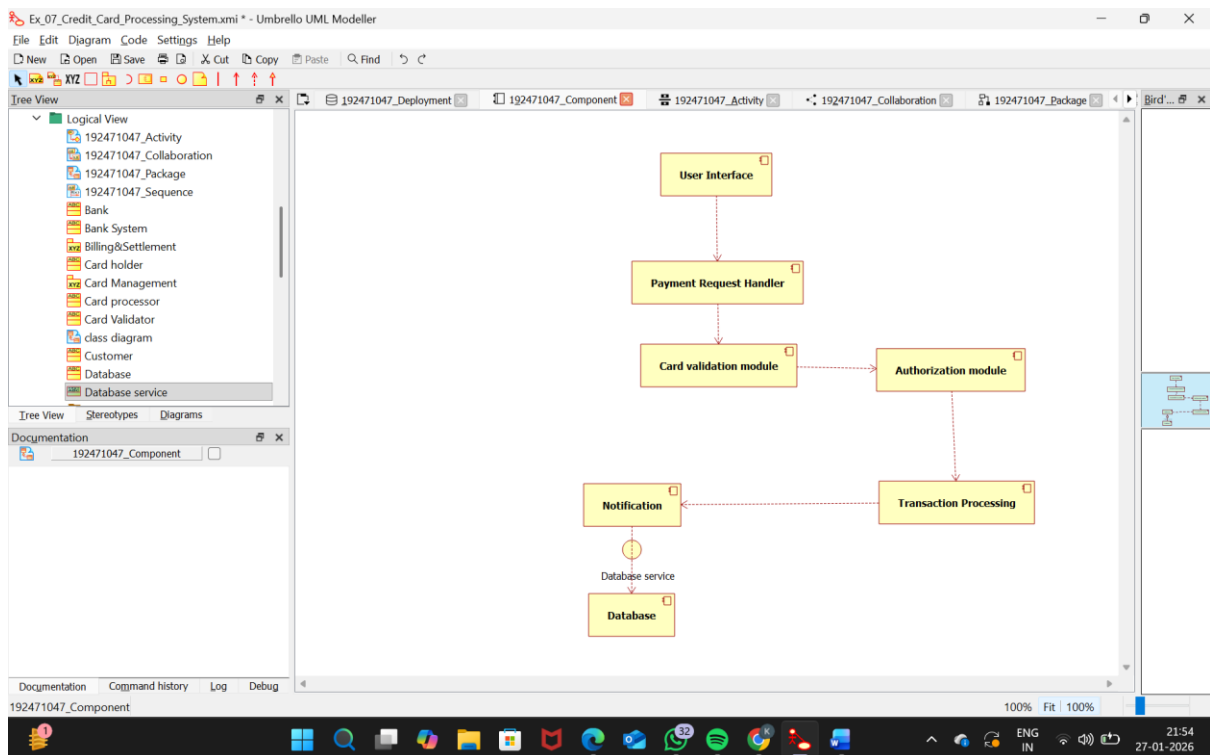 Ex_07_Credit_Card_Processing_System.xmi * - Umbrello UML Modeller
File Edit Diagram Code Settings Help
New Open Save Cut Copy Paste Find
XYZ XYZ
Tree View
192471047_Deployment 192471047_Component 192471047_Activity 192471047_Collaboration 192471047_Package
Bird'...
Logical View
192471047_Activity
192471047_Collaboration
192471047_Package
192471047_Sequence
Bank
Bank System
Billing&Settlement
Card holder
Card Management
Card processor
Card Validator
class diagram
Customer
Database
Database service
Tree View Stereotypes Diagrams
Documentation
192471047_Component
User Interface
Payment Request Handler
Card validation module
Authorization module
Notification
Transaction Processing
Database service
Database
Documentation Command history Log Debug
192471047_Component
100% Fit 100%
1
32
ENG
IN
21:54
27-01-2026